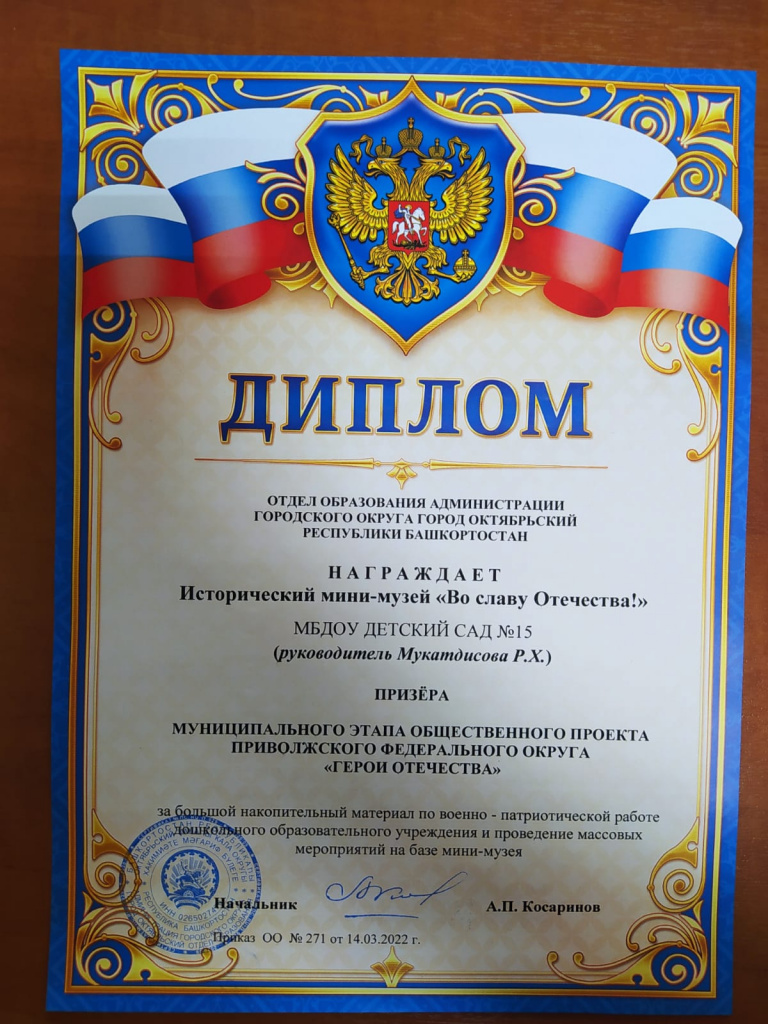 ДИПЛОМ
ОТДЕЛ ОБРАЗОВАНИЯ АДМИНИСТРАЦИИ
ГОРОДСКОГО ОКРУГА ГОРОД ОКТЯБРЬСКИЙ
РЕСПУБЛИКИ БАШКОРТОСТАН
Н А Г Р А Ж Д А Е Т
Исторический мини-музей «Во славу Отечества!»
МБДОУ ДЕТСКИЙ САД №15
(руководитель Мукатдисова Р.Х.)
ПРИЗЁРА
МУНИЦИПАЛЬНОГО ЭТАПА ОБЩЕСТВЕННОГО ПРОЕКТА
ПРИВОЛЖСКОГО ФЕДЕРАЛЬНОГО ОКРУГА
«ГЕРОИ ОТЕЧЕСТВА»
за большой накопительный материал по военно - патриотической работе
дошкольного образовательного учреждения и проведение массовых
мероприятий на базе мини-музея
Начальник А.П. Косаринов
Приказ ОО № 271 от 14.03.2022 г.